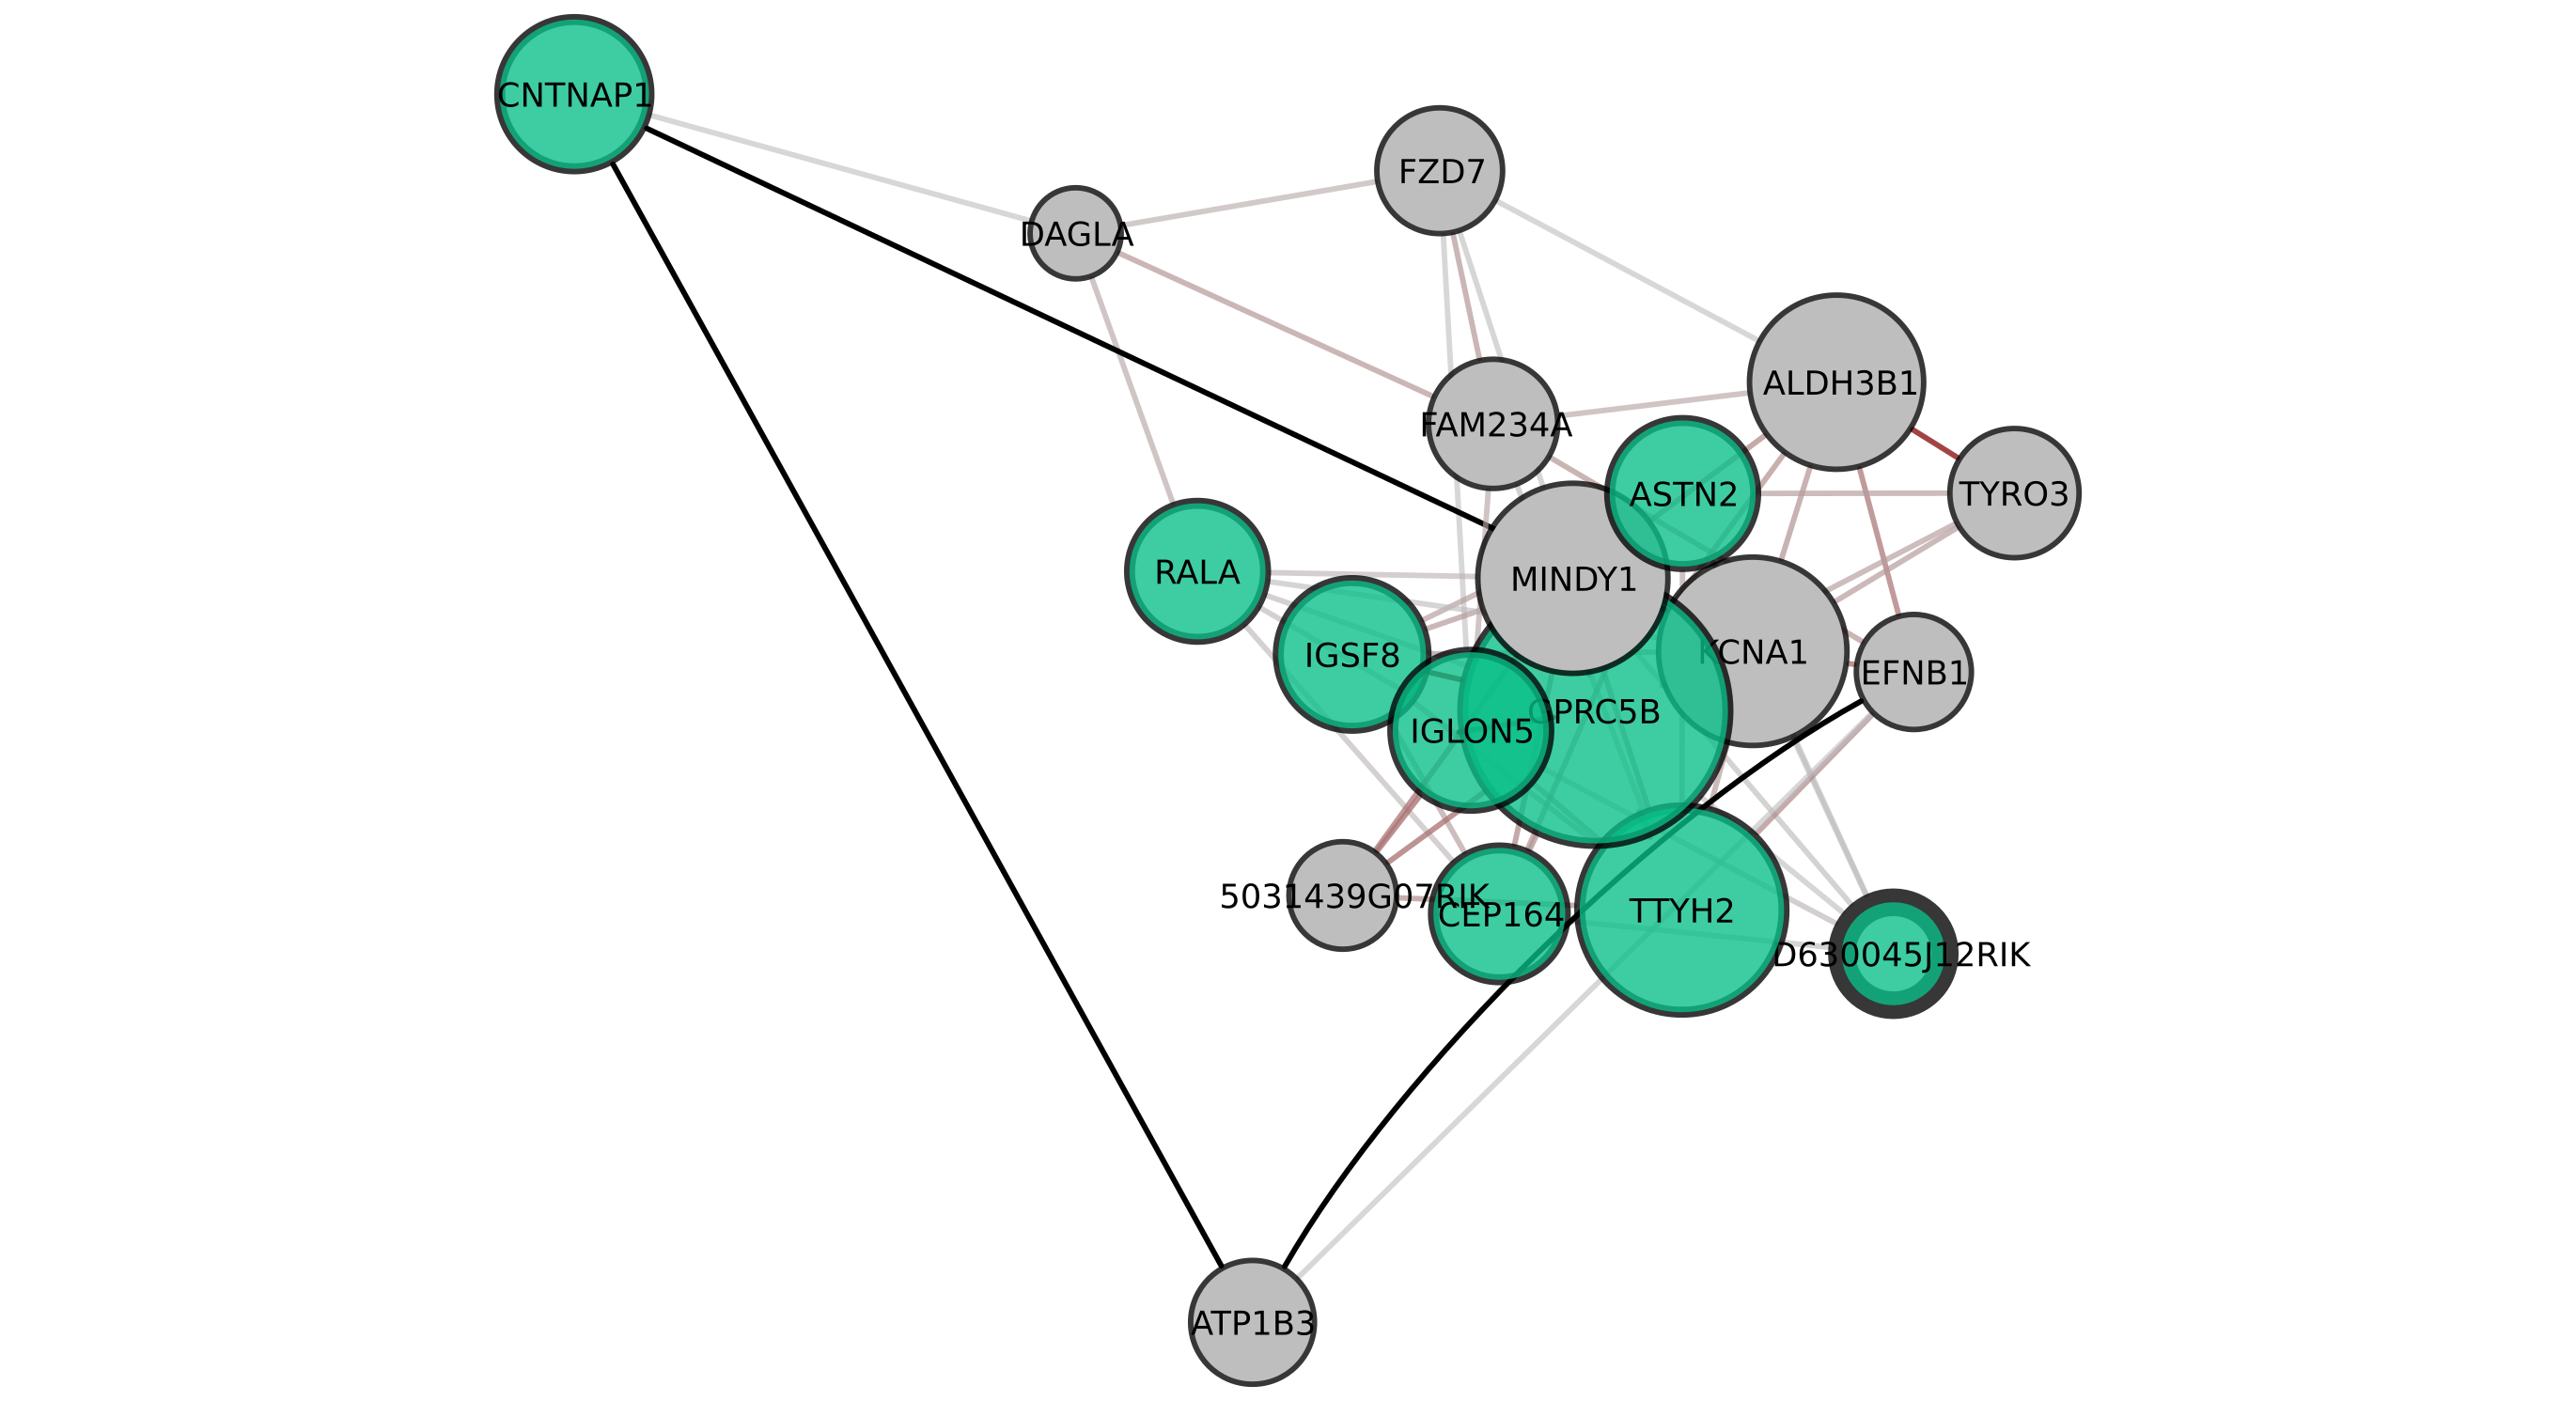 CNTNAP1
FZD7
DAGLA
ALDH3B1
FAM234A
ASTN2
TYRO3
RALA
MINDY1
IGSF8
KCNA1
EFNB1
GPRC5B
IGLON5
5031439G07RIK
CEP164
TTYH2
D630045J12RIK
ATP1B3